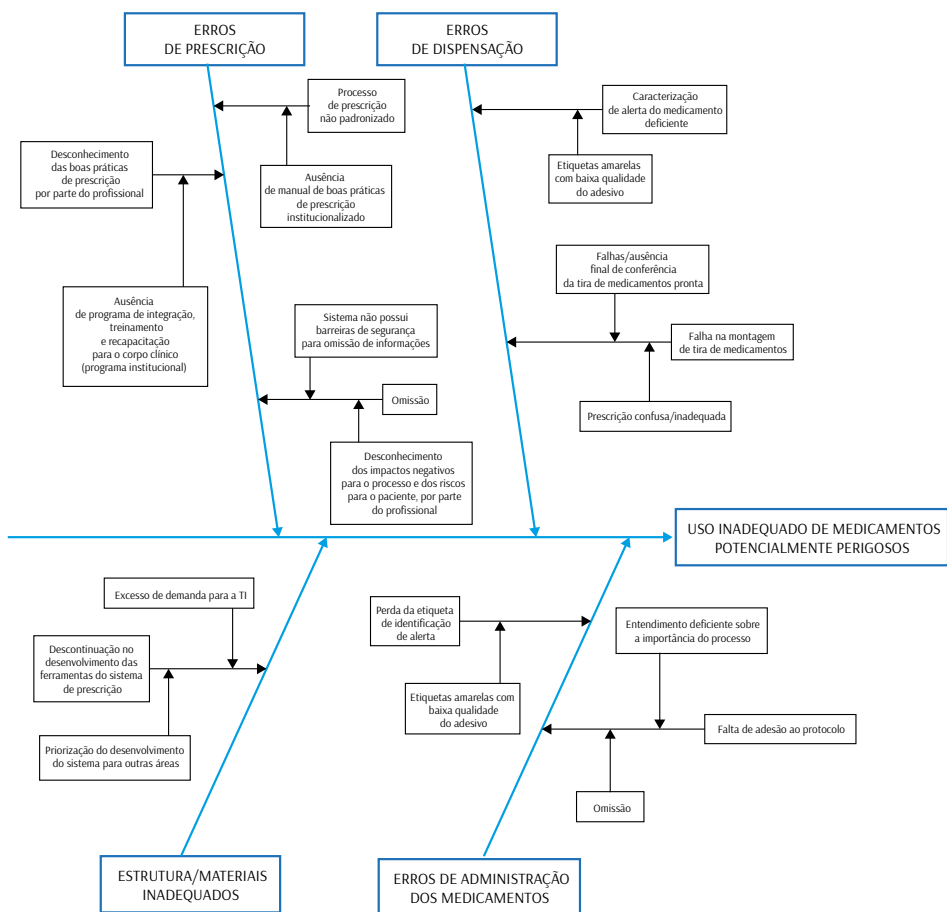 ERROS
DE PRESCRIÇÃO
ERROS
DE DISPENSAÇÃO
Processo
de prescrição
não padronizado
Caracterização
de alerta do medicamento
deficiente
Desconhecimento
das boas práticas
de prescrição
por parte do profissional
Ausência
de manual de boas práticas
de prescrição
institucionalizado
Etiquetas amarelas
com baixa qualidade
do adesivo
Falhas/ausência
final de conferência
da tira de medicamentos pronta
Ausência
de programa de integração,
treinamento
e recapacitação
para o corpo clínico
(programa institucional)
Sistema não possui
barreiras de segurança
para omissão de informações
Falha na montagem
de tira de medicamentos
Omissão
Prescrição confusa/inadequada
Desconhecimento
dos impactos negativos
para o processo e dos riscos
para o paciente, por parte
do profissional
USO INADEQUADO DE MEDICAMENTOS
POTENCIALMENTE PERIGOSOS
Excesso de demanda para a TI
Perda da etiqueta
de identificação
de alerta
Entendimento deficiente sobre
a importância do processo
Descontinuação no
desenvolvimento das
ferramentas do sistema
de prescrição
Etiquetas amarelas com
baixa qualidade
do adesivo
Falta de adesão ao protocolo
Priorização do desenvolvimento
do sistema para outras áreas
Omissão
ESTRUTURA/MATERIAIS
INADEQUADOS
ERROS DE ADMINISTRAÇÃO
DOS MEDICAMENTOS